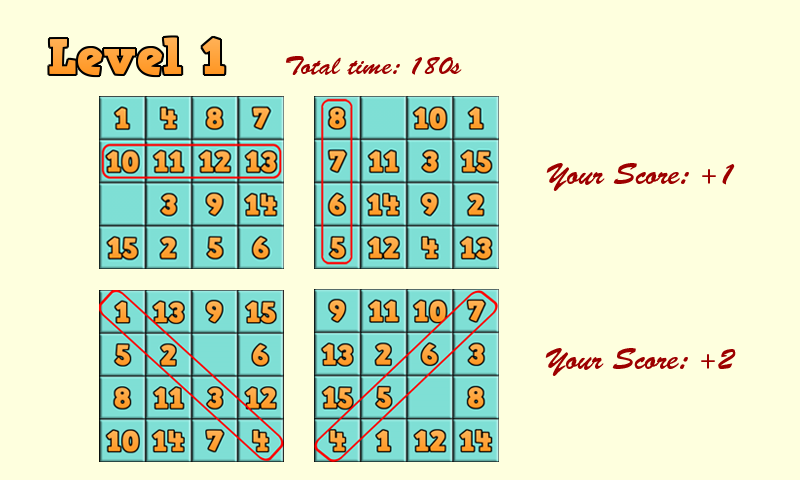 Level 1
Total time: 180s
1 4 8 7
10 11 12 13
3 9 14
15 2 5 6
8 10 1
7 11 3 15
6 14 9 2
5 12 4 13
Your Score: +1
1 13 9 15
5 2 6
8 11 3 12
10 14 7 4
9 11 10 7
13 2 6 3
15 5 8
4 1 12 14
Your Score: +2